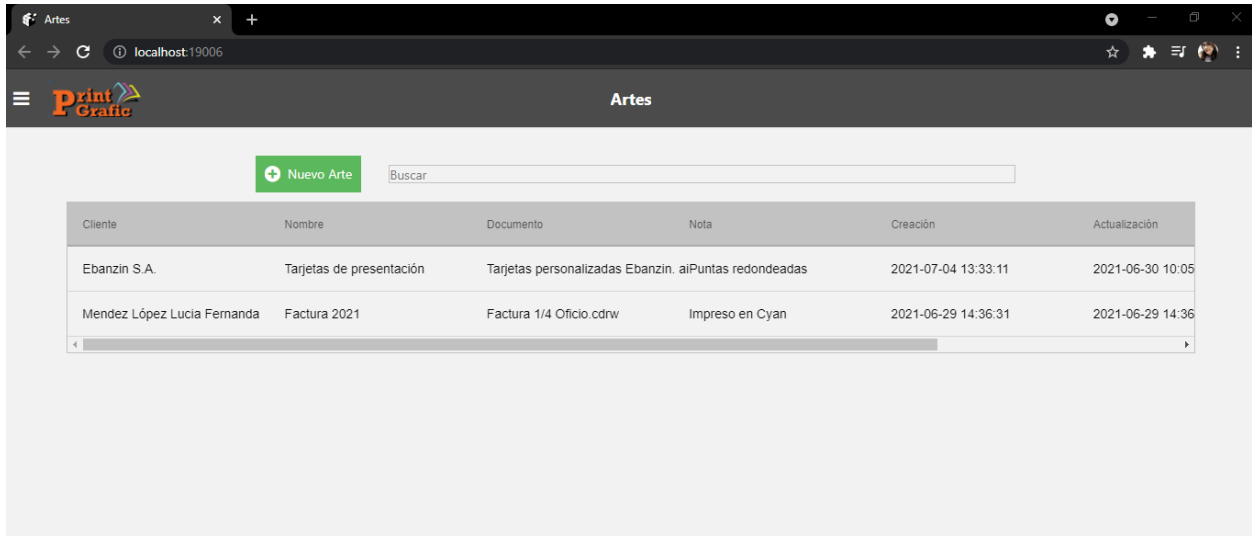 Artes
localhost:19006
Print Grafic
Artes
Nuevo Arte
Buscar
Cliente Nombre Documento Nota Creación Actualización
Ebanzin S.A. Tarjetas de presentación Tarjetas personalizadas Ebanzin. aiPuntas redondeadas 2021-07-04 13:33:11 2021-06-30 10:05
Mendez López Lucia Fernanda Factura 2021 Factura 1/4 Oficio.cdrw Impreso en Cyan 2021-06-29 14:36:31 2021-06-29 14:36